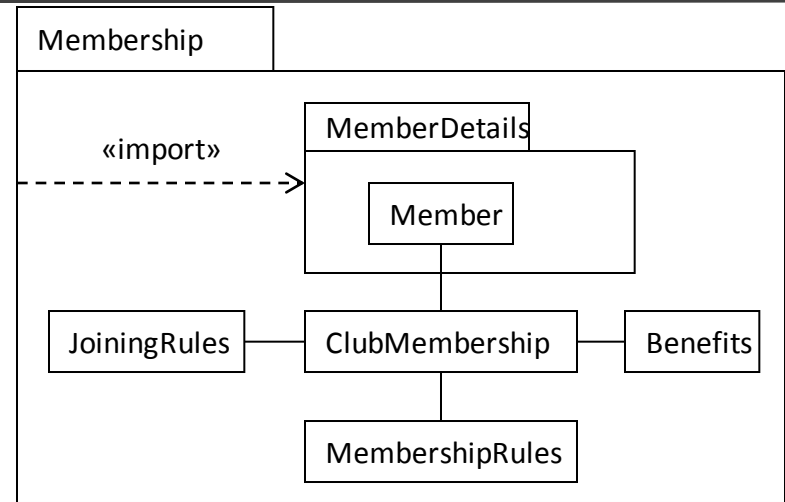 Membership
MemberDetails
«import»
Member
JoiningRules
ClubMembership
Benefits
MembershipRules